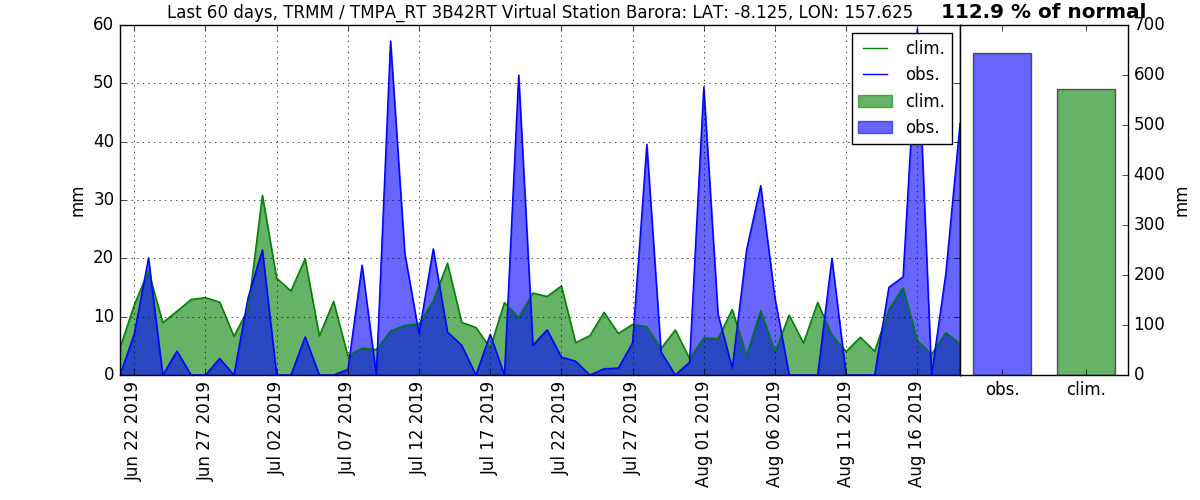 Last 60 days, TRMM / TMPA_RT 3B42RT Virtual Station Barora: LAT: -8.125, LON: 157.625
112.9 % of normal
60
50
40
30
20
10
0
mm
clim.
obs.
clim.
obs.
700
600
500
400
300
200
100
0
mm
Jun 22 2019
Jun 27 2019
Jul 02 2019
Jul 07 2019
Jul 12 2019
Jul 17 2019
Jul 22 2019
Jul 27 2019
Aug 01 2019
Aug 06 2019
Aug 11 2019
Aug 16 2019
obs.
clim.